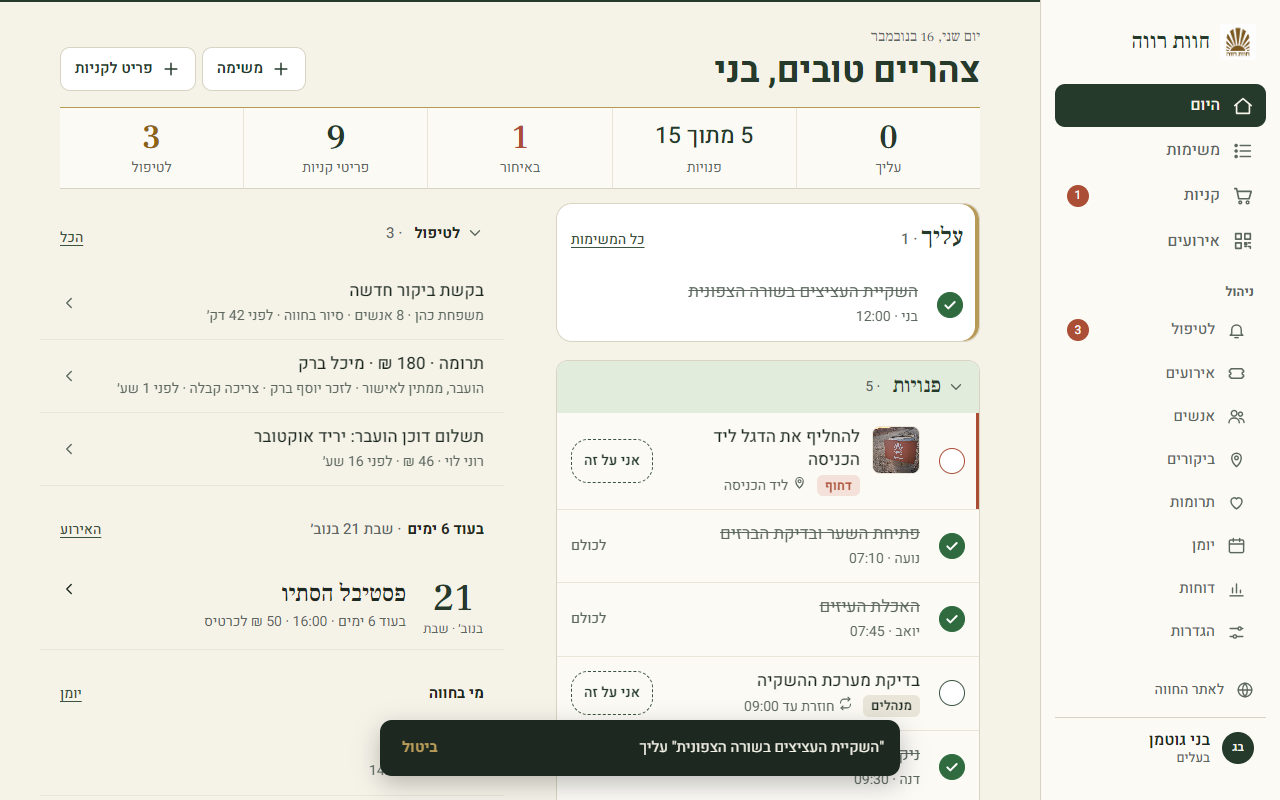 חוות רווה
היום
משימות
קניות
1
אירועים
ניהול
לטיפול
3
אירועים
אנשים
ביקורים
תרומות
יומן
דוחות
הגדרות
לאתר החווה
בג
בני גוטמן
בעלים
יום שני, 16 בנובמבר
צהריים טובים, בני
משימה
פריט לקניות
0
עליך
5 מתוך 15
פנויות
1
באיחור
9
פריטי קניות
3
לטיפול
עליך · 1
כל המשימות
השקיית העציצים בשורה הצפונית
בני · 12:00
פנויות · 5
להחליף את הדגל ליד
הכניסה
דחוף
ליד הכניסה
אני על זה
פתיחת השער ובדיקת הברזים
נועה · 07:10
לכולם
האכלת העיזים
יואב · 07:45
לכולם
בדיקת מערכת ההשקיה
מנהלים
חוזרת עד 09:00
אני על זה
דנה · 09:30
לטיפול · 3
הכל
בקשת ביקור חדשה
משפחת כהן · 8 אנשים · סיור בחווה · לפני 42 דק׳
תרומה · 180 ₪ · מיכל ברק
הועבר, ממתין לאישור · לזכר יוסף ברק · צריכה קבלה · לפני 1 שע׳
תשלום דוכן הועבר: יריד אוקטובר
רוני לוי · 46 ₪ · לפני 16 שע׳
בעוד 6 ימים · שבת 21 בנוב׳
האירוע
21
בנוב׳ · שבת
פסטיבל הסתיו
בעוד 6 ימים · 16:00 · 50 ₪ לכרטיס
מי בחווה
יומן
"השקיית העציצים בשורה הצפונית" עליך
ביטול